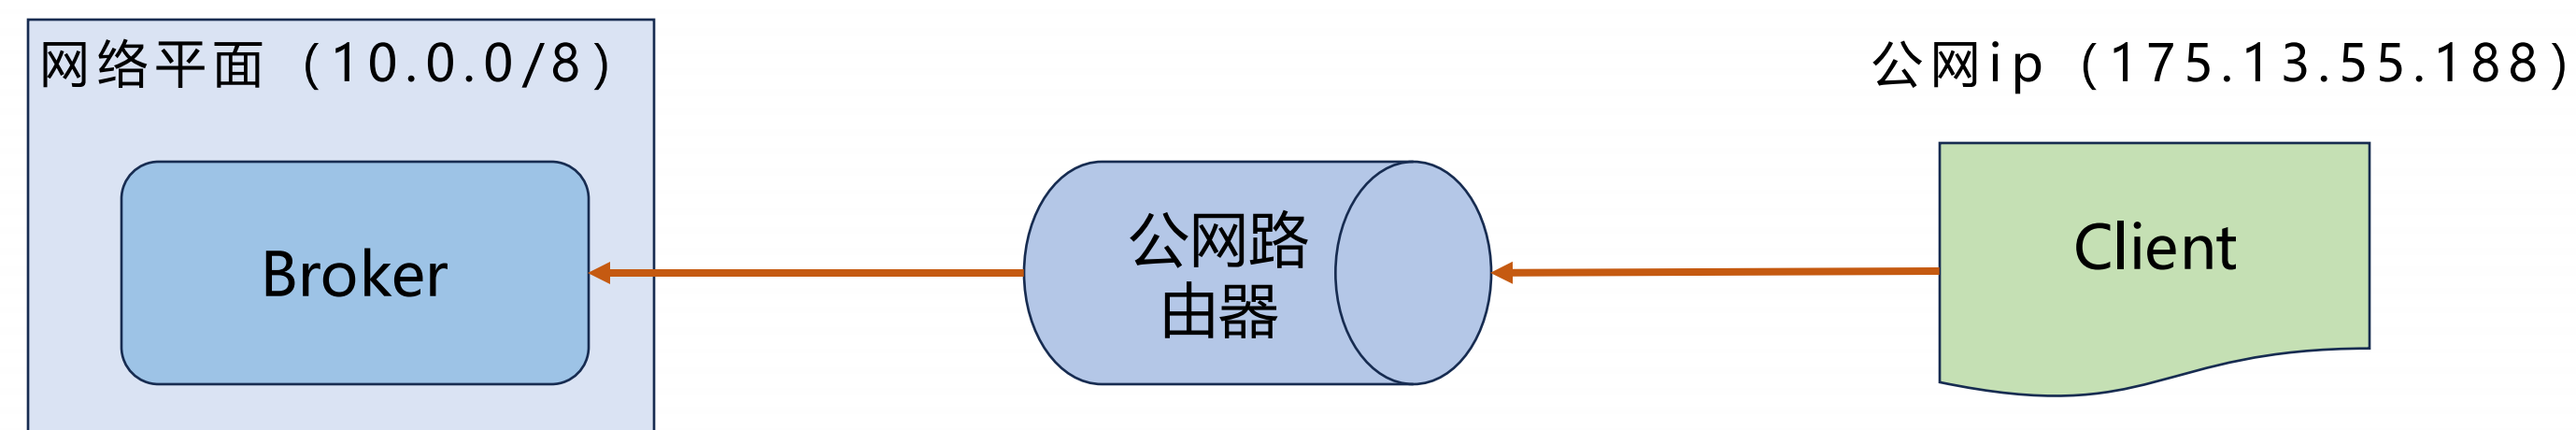 网络平面（10.0.0/8）
公网ip（175.13.55.188）
Broker
公网路
由器
Client